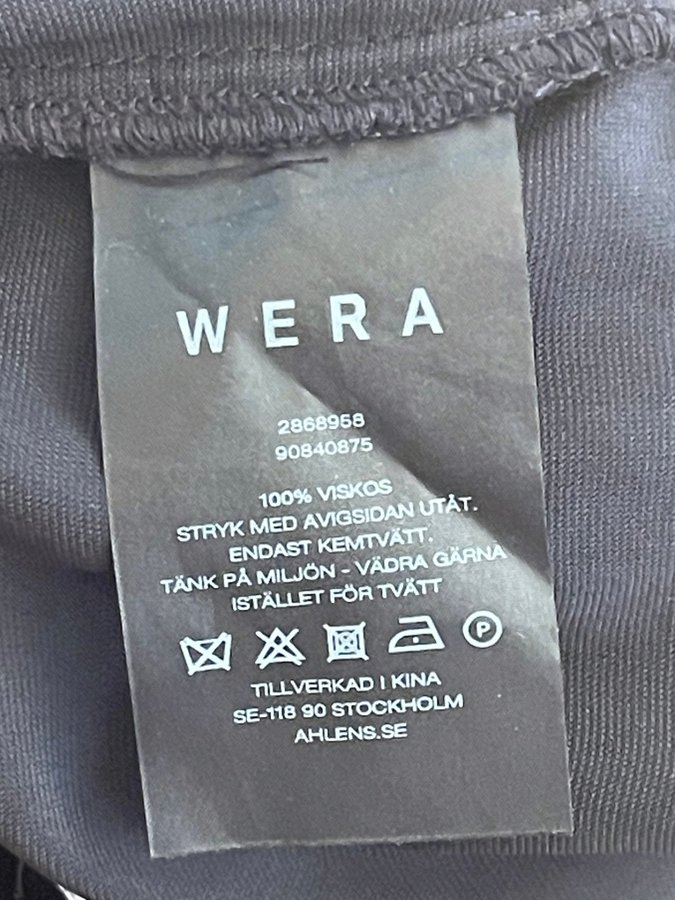 WERA
2868958
90840875
100% VISKOS
STRYK MED AVIGSIDAN UTÅT.
ENDAST KEMTVÄTT.
TÄNK PÅ MILJÖN - VÄDRA GÄRNA
ISTÄLLET FÖR TVÄTT
P
TILLVERKAD I KINA
SE-118 90 STOCKHOLM
AHLENS.SE